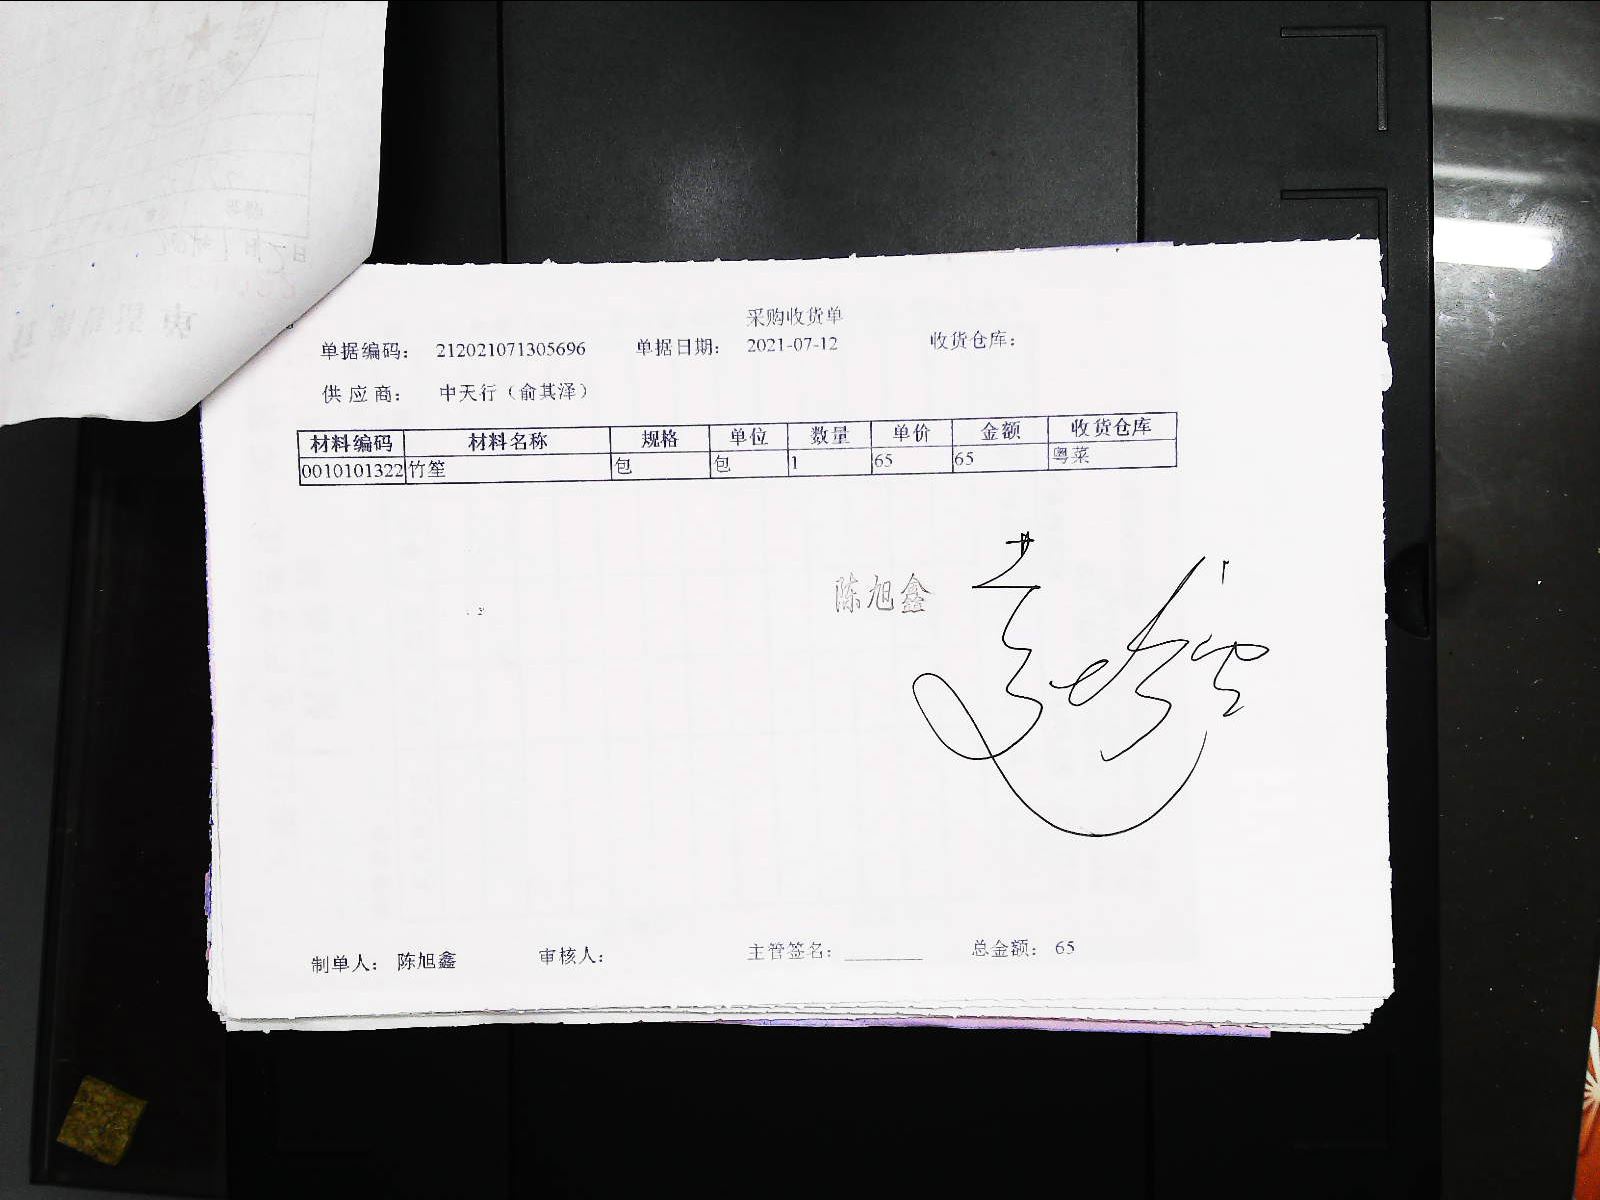 采购收货单
单据编码: 212021071305696 单据日期: 2021-07-12 收货仓库:
供应商: 中天行（俞其泽）
材料编码 材料名称 规格 单位 数量 单价 金额 收货仓库
0010101322 竹笙 包 包 1 65 65 粤菜
陈旭鑫
制单人: 陈旭鑫 审核人: 主管签名: 总金额: 65